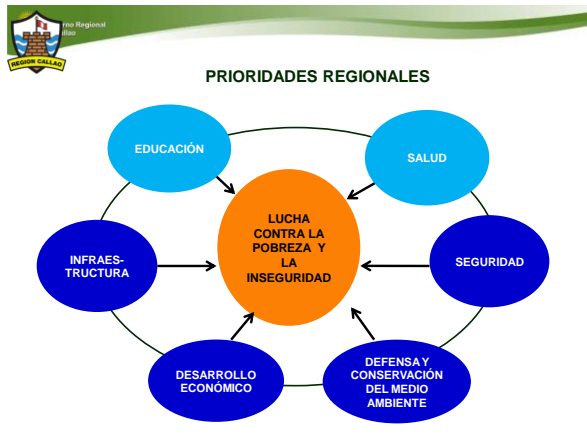 rno Regional
allao
REGION CALLAO
PRIORIDADES REGIONALES
EDUCACIÓN
SALUD
LUCHA
CONTRA LA
POBREZA Y
LA
INSEGURIDAD
INFRAES-
TRUCTURA
SEGURIDAD
DESARROLLO
ECONÓMICO
DEFENSA Y
CONSERVACIÓN
DEL MEDIO
AMBIENTE